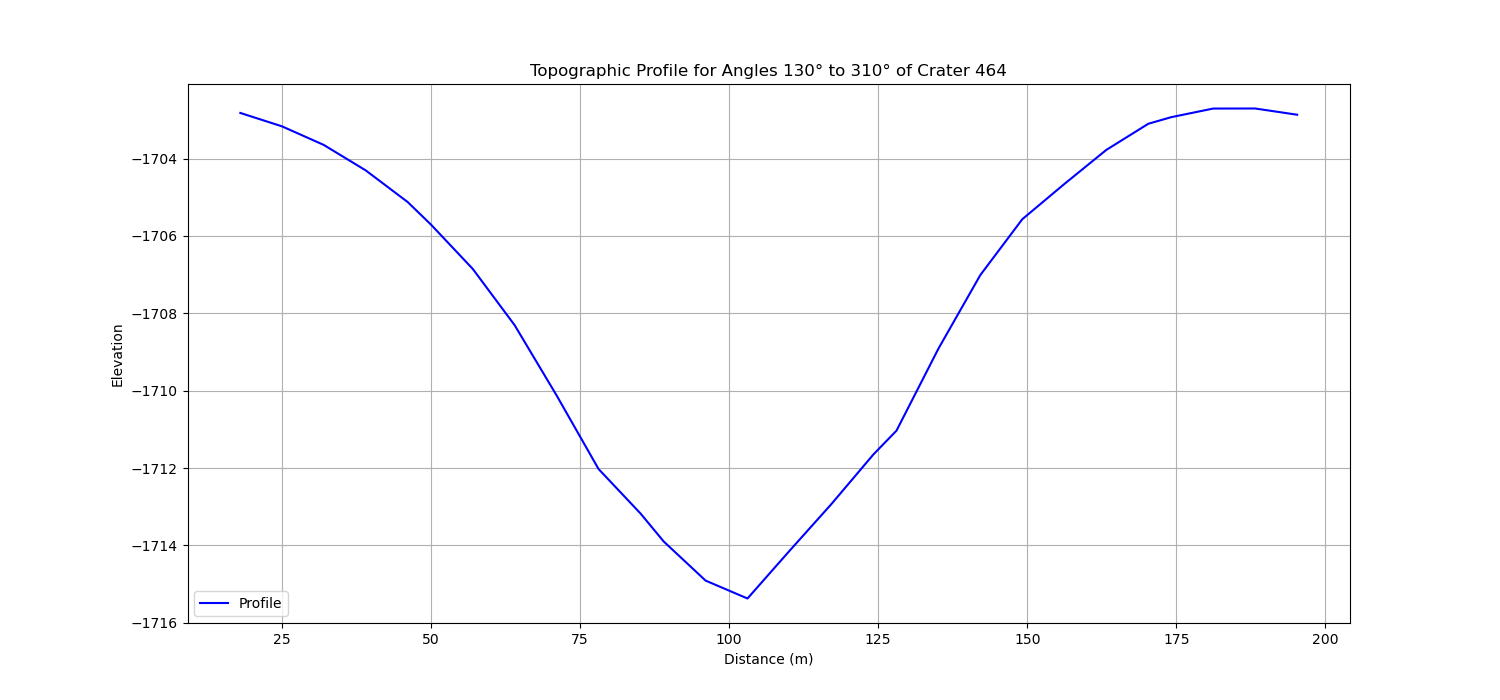 Topographic Profile for Angles 130° to 310° of Crater 464
Elevation
−1704
−1706
−1708
−1710
−1712
−1714
−1716
Profile
25 50 75 100 125 150 175 200
Distance (m)